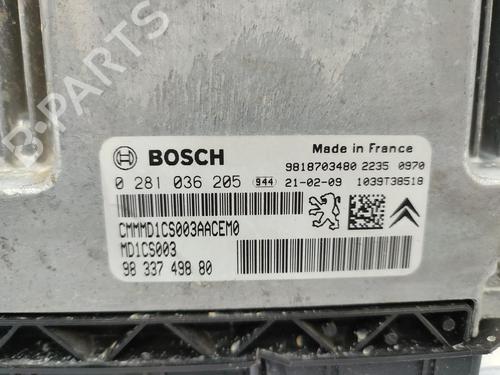 B-PARTS
BOSCH
Made in France
9818703480 2235 0970
0 281 036 205 944 21-02-09 1039T38518
CMMMD1CS003AACEM0
MD1CS003
98 337 498 80